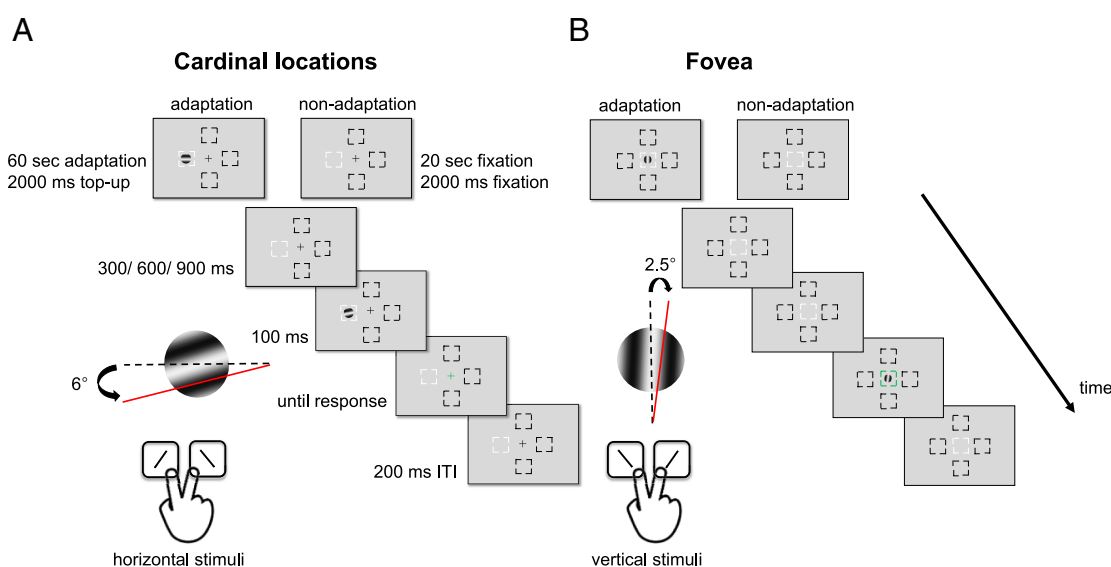 A
Cardinal locations
adaptation
non-adaptation
60 sec adaptation
2000 ms top-up
20 sec fixation
2000 ms fixation
300/ 600/ 900 ms
100 ms
6°
until response
200 ms ITI
horizontal stimuli
B
Fovea
adaptation
non-adaptation
2.5°
time
vertical stimuli